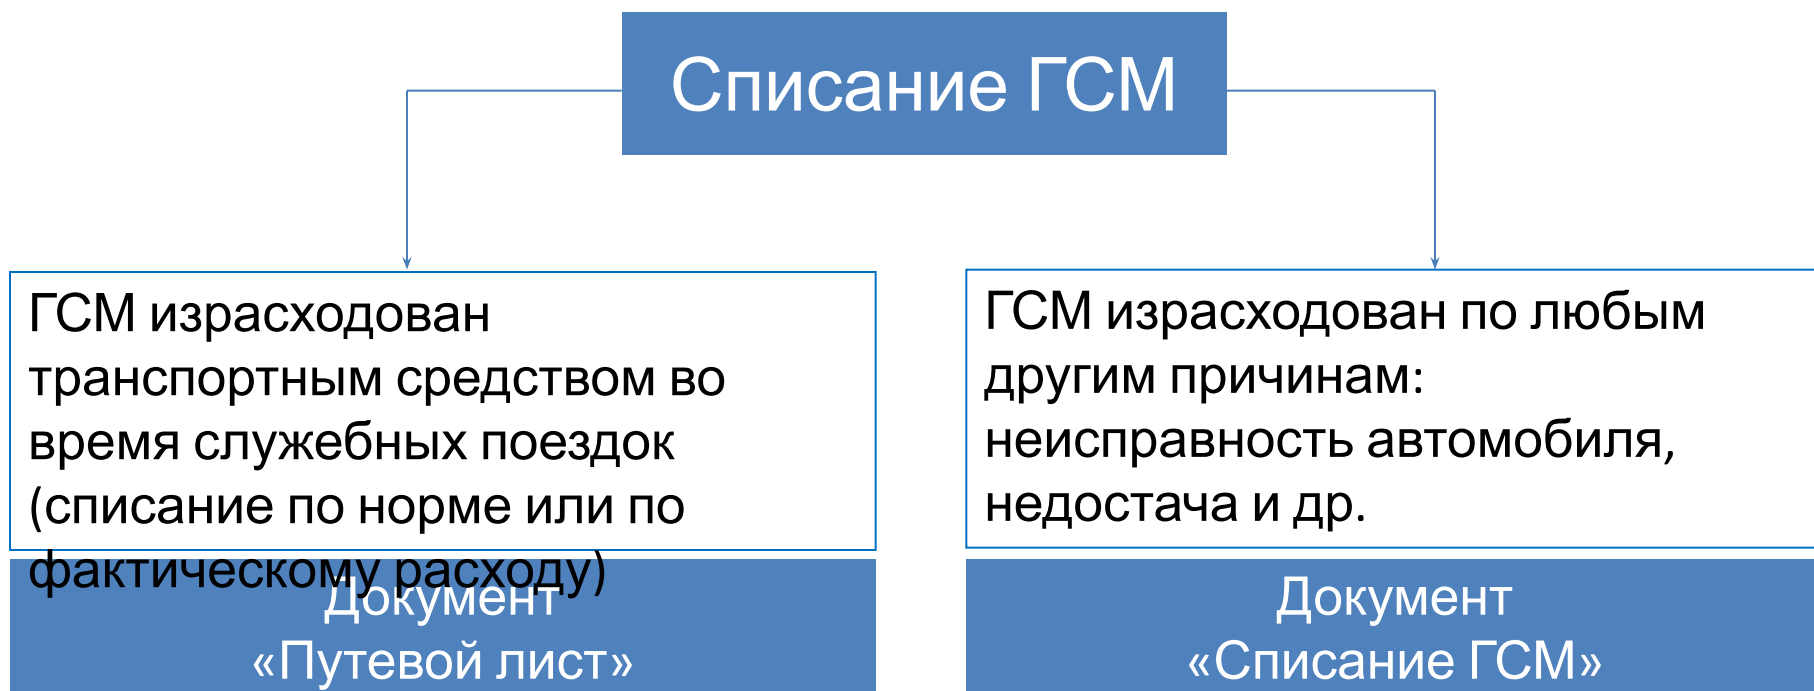 Списание ГСМ
ГСМ израсходован
транспортным средством во
время служебных поездок
(списание по норме или по
фактическому расходу)
Документ
«Путевой лист»
ГСМ израсходован по любым
другим причинам:
неисправность автомобиля,
недостача и др.
Документ
«Списание ГСМ»